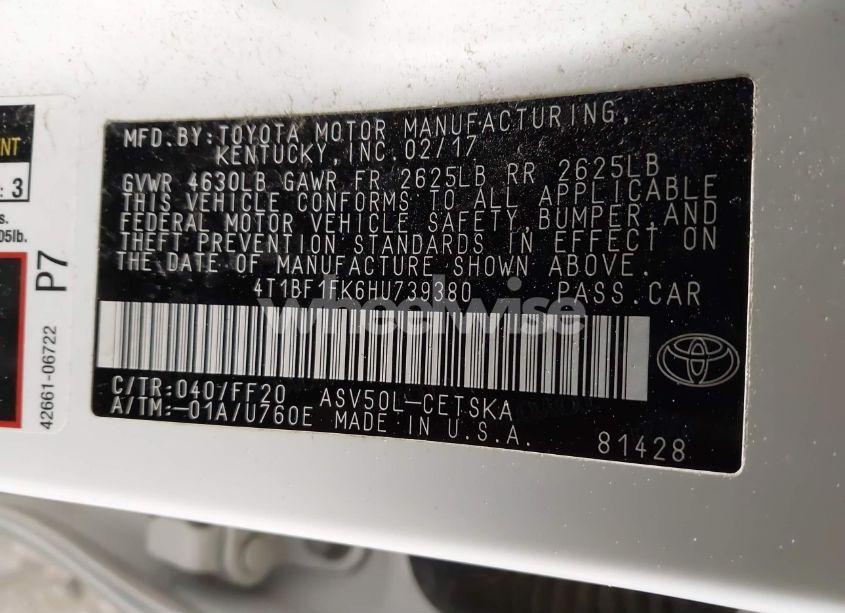 MFD.BY:TOYOTA MOTOR MANUFACTURING,
KENTUCKY,INC.02/17
GVWR 4630LB GAWR FR 2625LB RR 2625LB
THIS VEHICLE CONFORMS TO ALL APPLICABLE
FEDERAL MOTOR VEHICLE SAFETY,BUMPER,AND
THEFT PREVENTION STANDARDS IN EFFECT ON
THE DATE OF MANUFACTURE SHOWN ABOVE.
4T1BF1FK6HU739380 PASS.CAR
wheelwise
C/TR:040/FF20 ASV50L-CETSKA
A/TM:-01A/U760E MADE IN U.S.A.
81428
: 3
s.
05lb.
P7
42661-06722